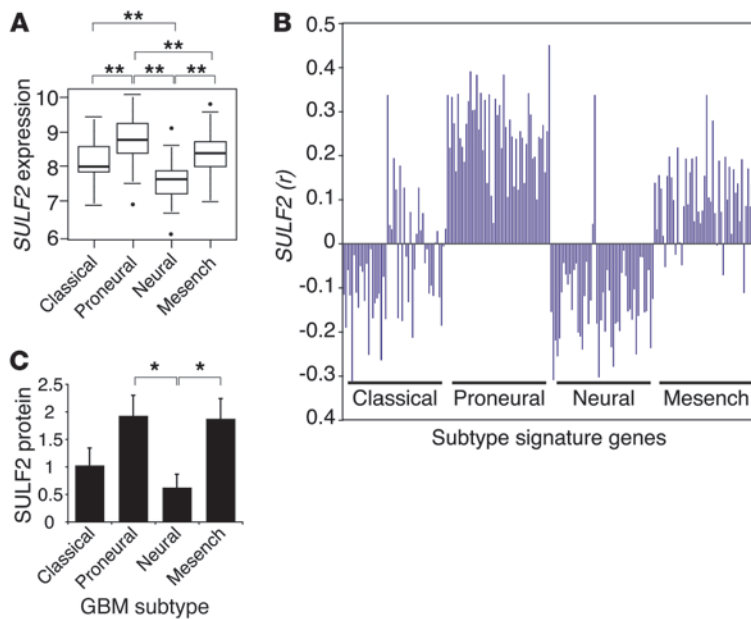 A
**
**
** ** **
SULF2 expression
10
9
8
7
6
Classical
Proneural
Neural
Mesench
B
SULF2 (r)
0.5
0.4
0.3
0.2
0.1
0
-0.1
-0.2
-0.3
0.4
Classical Proneural Neural Mesench
Subtype signature genes
C
* *
SULF2 protein
2.5
2
1.5
1
0.5
0
Classical
Proneural
Neural
Mesench
GBM subtype